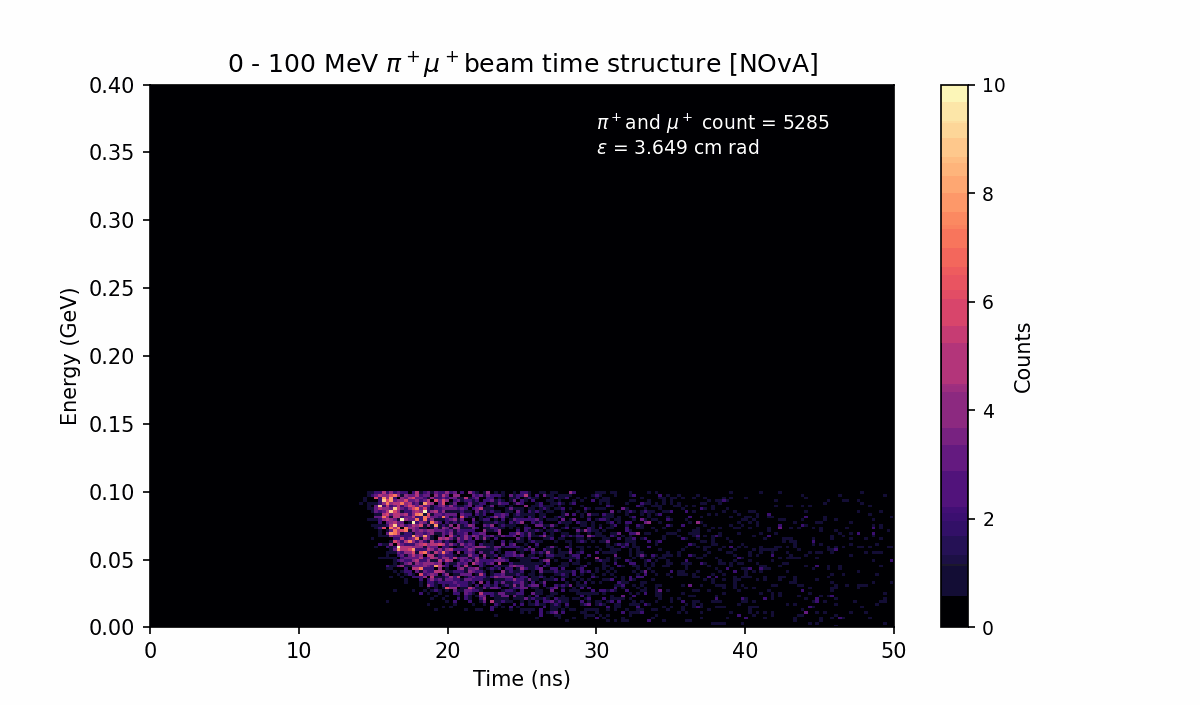 0 - 100 MeV π⁺μ⁺beam time structure [NOvA]
π⁺and μ⁺ count = 5285
ε = 3.649 cm rad
0.40
0.35
0.30
0.25
0.20
0.15
0.10
0.05
0.00
Energy (GeV)
0 10 20 30 40 50
Time (ns)
10
8
6
4
2
0
Counts